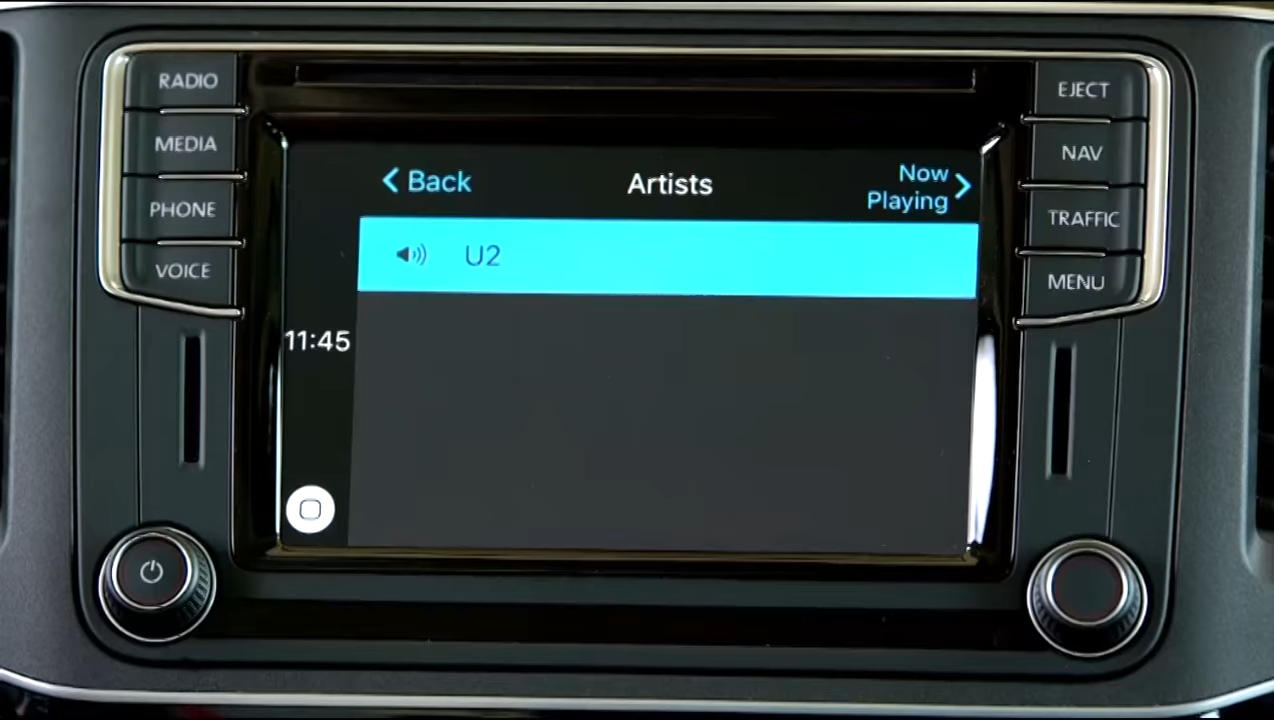 RADIO
MEDIA
PHONE
VOICE
EJECT
NAV
TRAFFIC
MENU
Back
Artists
Now
Playing
U2
11:45